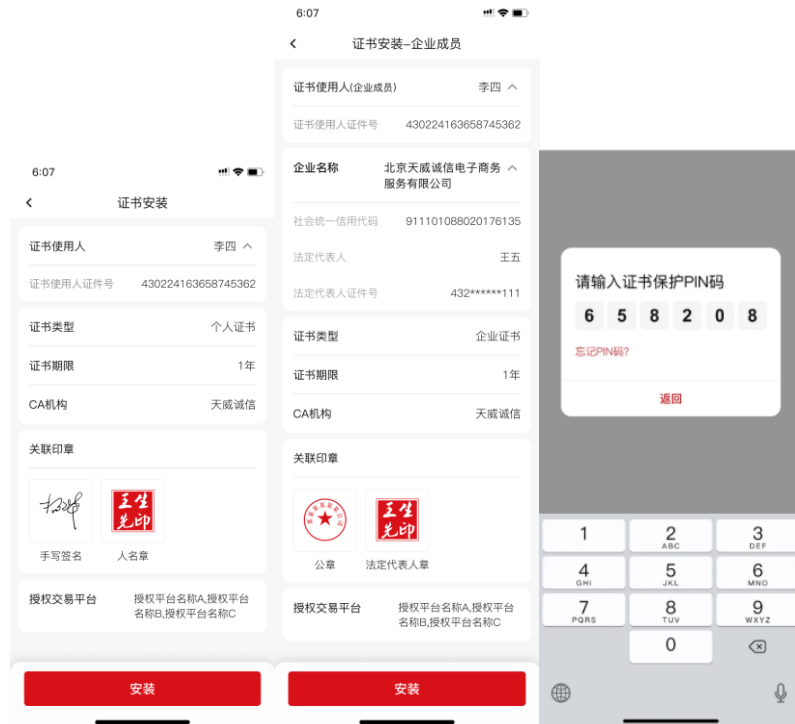 6:07
证书安装
证书使用人 李四
证书使用人证件号 430224163658745362
证书类型 个人证书
证书期限 1年
CA机构 天威诚信
关联印章
王生
先印
手写签名 人名章
授权交易平台 授权平台名称A,授权平台
名称B,授权平台名称C
安装
6:07
证书安装-企业成员
证书使用人(企业成员) 李四
证书使用人证件号 430224163658745362
企业名称 北京天威诚信电子商务
服务有限公司
社会统一信用代码 911101088020176135
法定代表人 王五
法定代表人证件号 432******111
证书类型 企业证书
证书期限 1年
CA机构 天威诚信
关联印章
王生
先印
公章 法定代表人章
授权交易平台 授权平台名称A,授权平台
名称B,授权平台名称C
安装
请输入证书保护PIN码
6 5 8 2 0 8
忘记PIN码?
返回
1 2 3
ABC DEF
4 5 6
GHI JKL MNO
7 8 9
PQRS TUV WXYZ
0